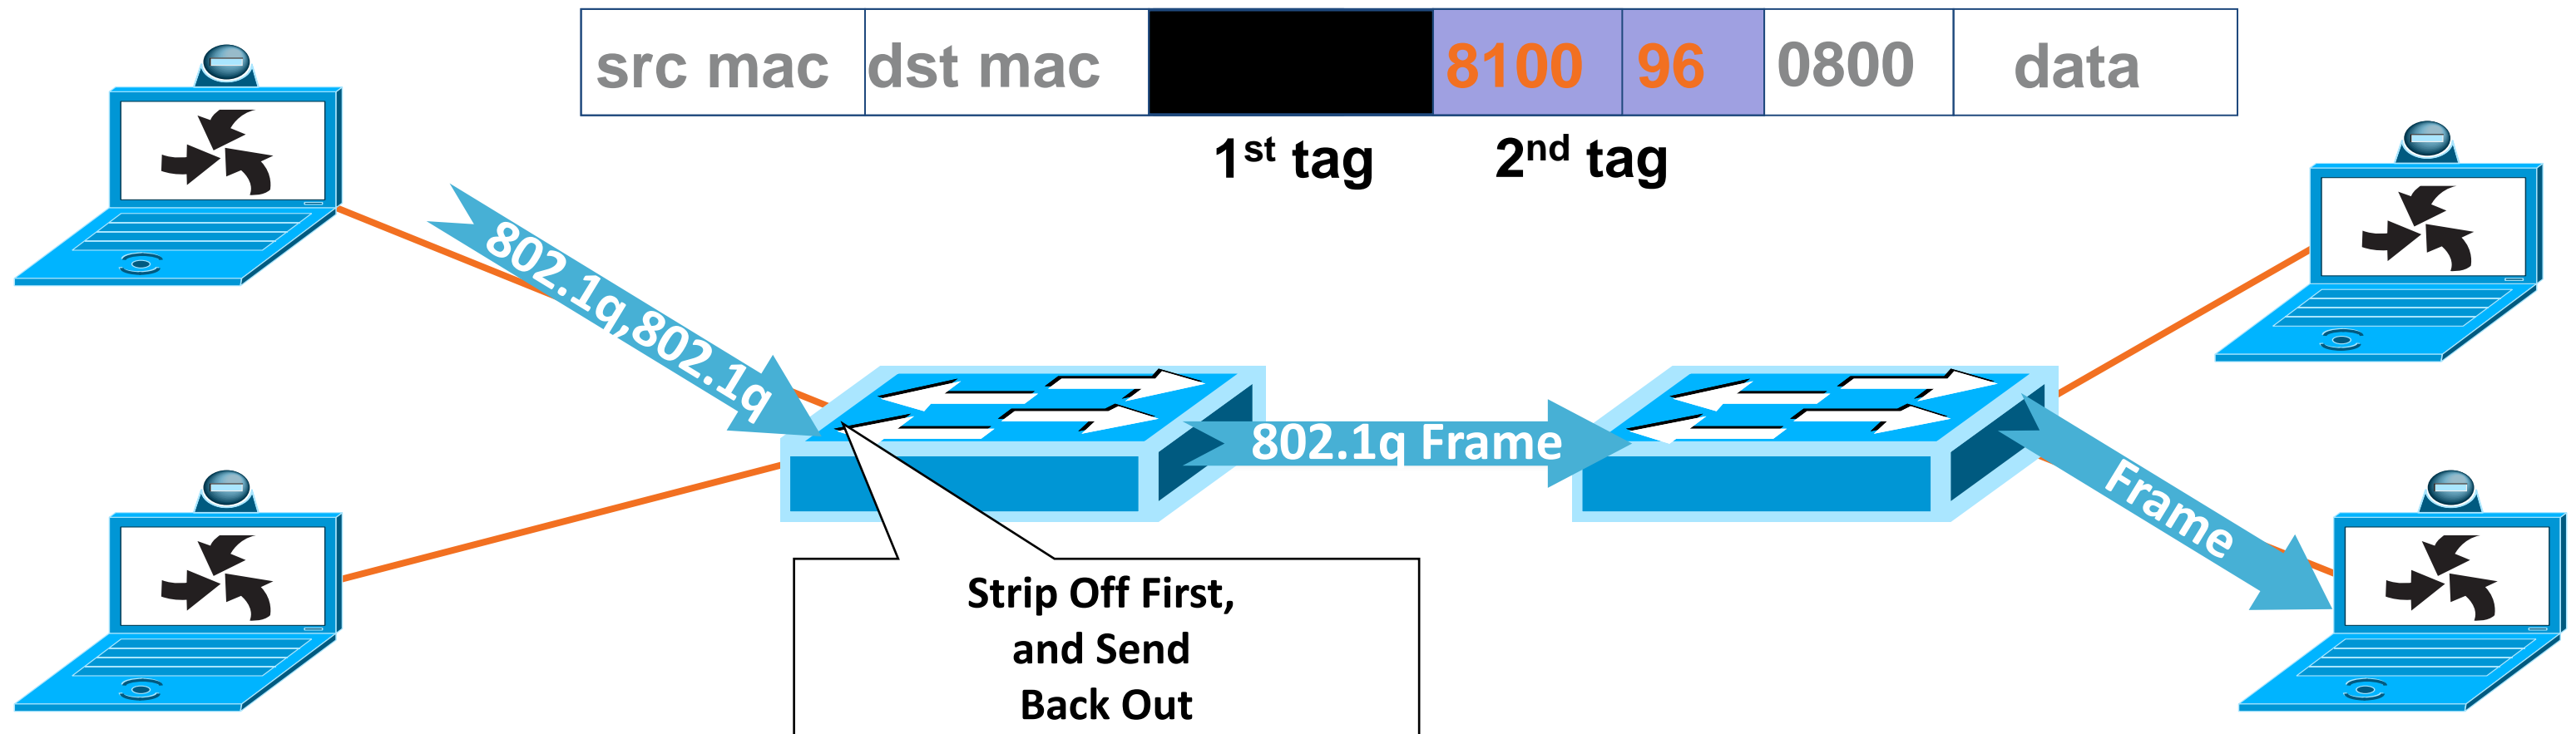 src mac dst mac 8100 96 0800 data
1st tag 2nd tag
802.1q,802.1q
802.1q Frame
Frame
Strip Off First,
and Send
Back Out